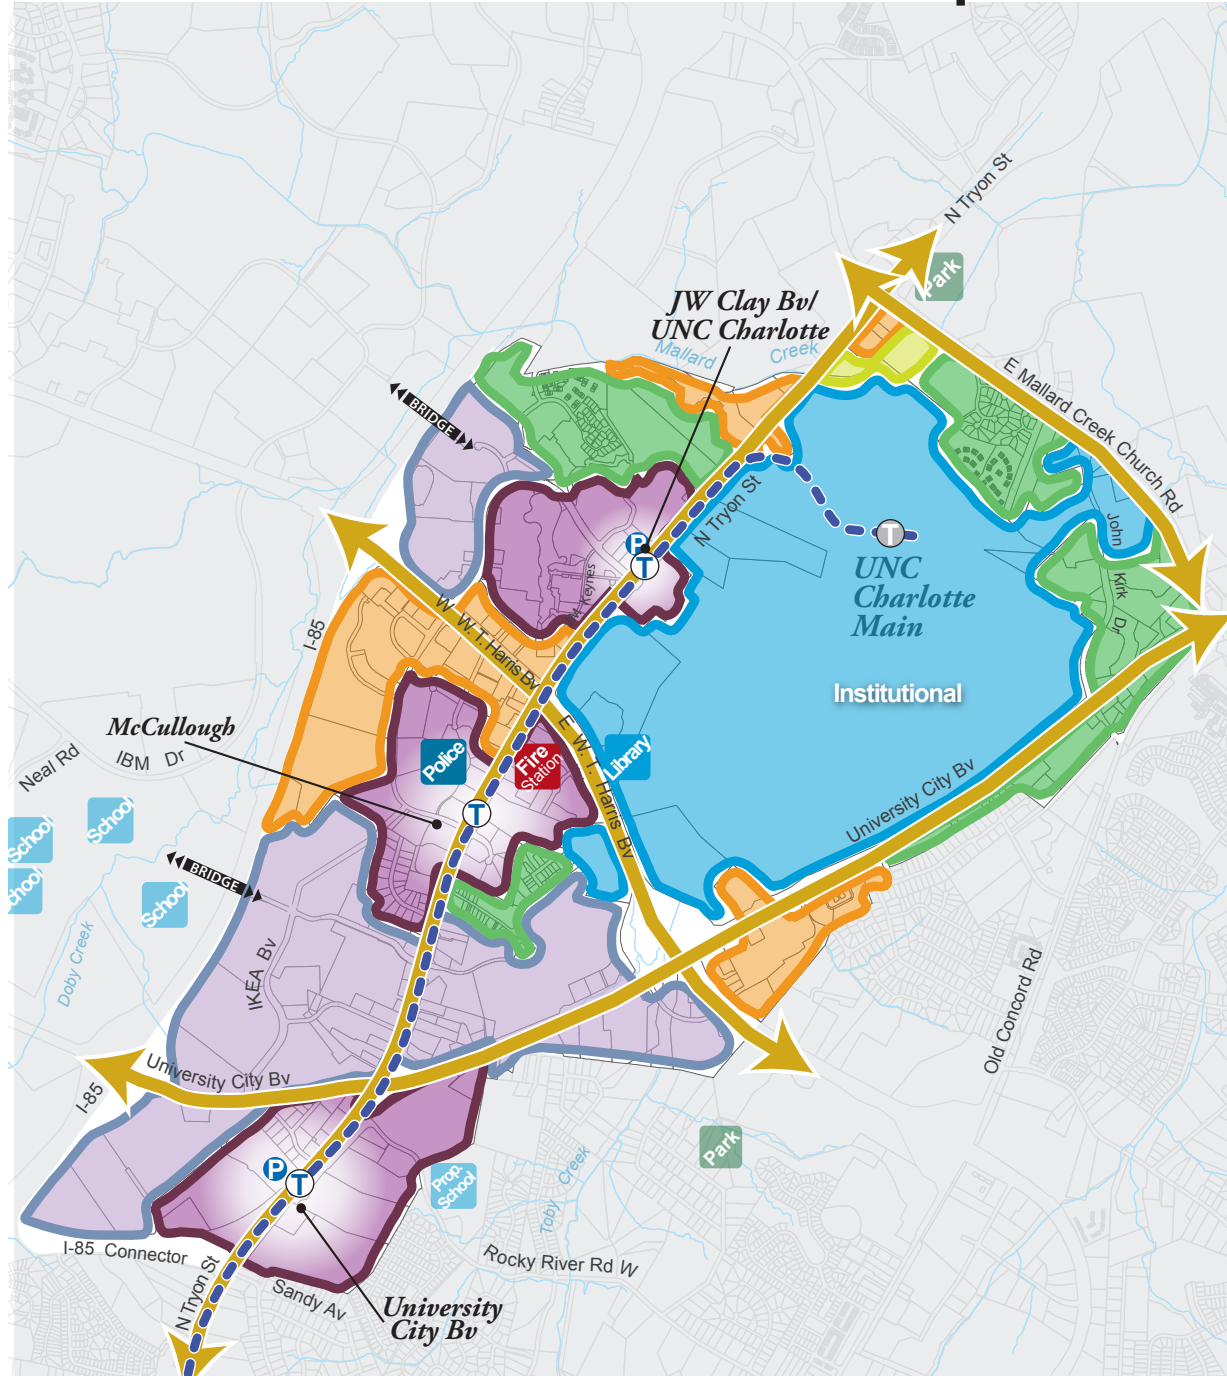 N Tryon St
Park
JW Clay Bv/
UNC Charlotte
Mallard Creek
E Mallard Creek Church Rd
BRIDGE
N Tryon St
P
T
T
UNC
Charlotte
Main
John Kirk Dr
M Keynes
I-85
W W.T. Harris Bv
Institutional
McCullough
Neal Rd
IBM Dr
Police
Fire
Station
Library
E W.T. Harris Bv
T
School
School
School
chool
BRIDGE
University City Bv
Doby Creek
IKEA Bv
Old Concord Rd
University City Bv
I-85
Park
P
T
Prop.
School
Toby Creek
I-85 Connector
Rocky River Rd W
N Tryon St
Sandy Av
University
City Bv